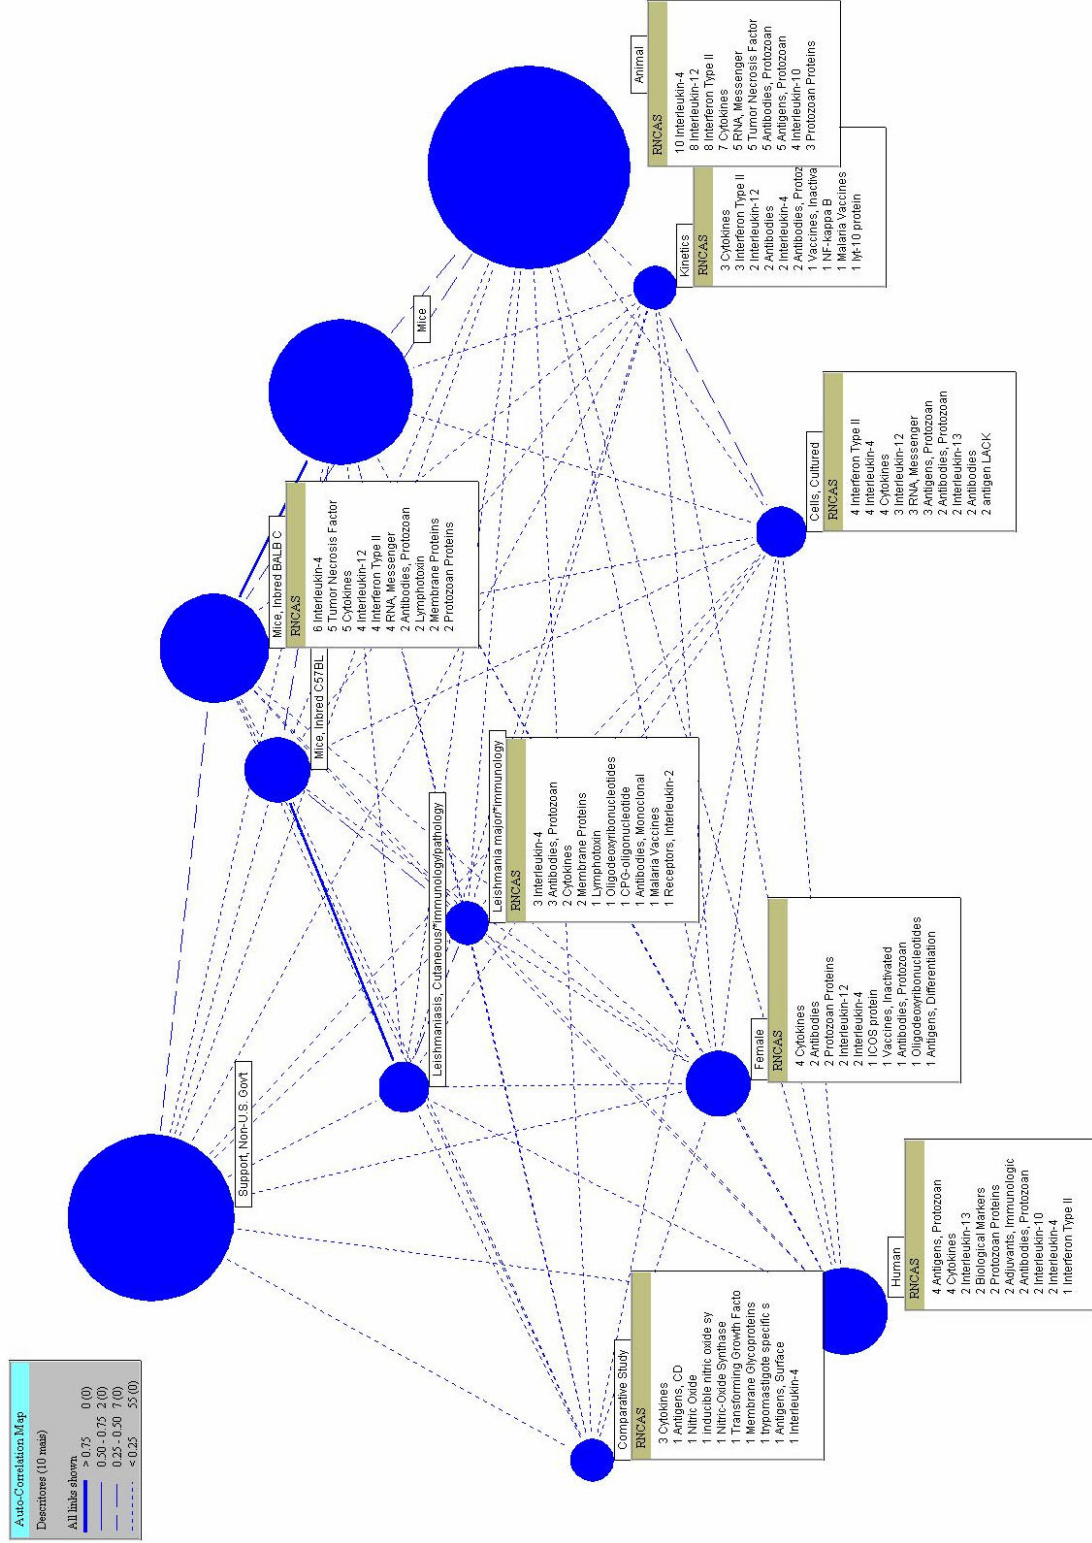 Auto-Correlation Map
Descritores (10 mais)
All links shown
> 0.75 0 (0)
0.50 - 0.75 2 (0)
0.25 - 0.50 7 (0)
< 0.25 55 (0)
Support, Non-U.S. Gov't
Mice, Inbred C57BL
Mice, Inbred BALB C
RNCAS
6 Interleukin-4
5 Tumor Necrosis Factor
5 Cytokines
4 Interleukin-12
4 Interferon Type II
4 RNA, Messenger
2 Antibodies, Protozoan
2 Lymphotoxin
2 Membrane Proteins
2 Protozoan Proteins
Mice
Leishmaniasis, Cutaneous/*immunology/pathology
Leishmania major/*immunology
RNCAS
3 Interleukin-4
3 Antibodies, Protozoan
2 Cytokines
2 Membrane Proteins
1 Lymphotoxin
1 Oligodeoxyribonucleotides
1 CPG-oligonucleotide
1 Antibodies, Monoclonal
1 Malaria Vaccines
1 Receptors, Interleukin-2
Animal
RNCAS
10 Interleukin-4
8 Interleukin-12
8 Interferon Type II
7 Cytokines
5 RNA, Messenger
5 Tumor Necrosis Factor
5 Antibodies, Protozoan
5 Antigens, Protozoan
4 Interleukin-10
3 Protozoan Proteins
Kinetics
RNCAS
3 Cytokines
3 Interferon Type II
2 Interleukin-12
2 Antibodies
2 Interleukin-4
2 Antibodies, Protoz
1 Vaccines, Inactiva
1 NF-kappa B
1 Malaria Vaccines
1 lyt-10 protein
Comparative Study
RNCAS
3 Cytokines
1 Antigens, CD
1 Nitric Oxide
1 inducible nitric oxide sy
1 Nitric-Oxide Synthase
1 Transforming Growth Facto
1 Membrane Glycoproteins
1 trypomastigote specific s
1 Antigens, Surface
1 Interleukin-4
Female
RNCAS
4 Cytokines
2 Antibodies
2 Protozoan Proteins
2 Interleukin-12
2 Interleukin-4
1 ICOS protein
1 Vaccines, Inactivated
1 Antibodies, Protozoan
1 Oligodeoxyribonucleotides
1 Antigens, Differentiation
Cells, Cultured
RNCAS
4 Interferon Type II
4 Interleukin-4
4 Cytokines
3 Interleukin-12
3 RNA, Messenger
3 Antigens, Protozoan
2 Antibodies, Protozoan
2 Interleukin-13
2 Antibodies
2 antigen LACK
Human
RNCAS
4 Antigens, Protozoan
4 Cytokines
2 Interleukin-13
2 Biological Markers
2 Protozoan Proteins
2 Adjuvants, Immunologic
2 Antibodies, Protozoan
2 Interleukin-10
2 Interleukin-4
1 Interferon Type II